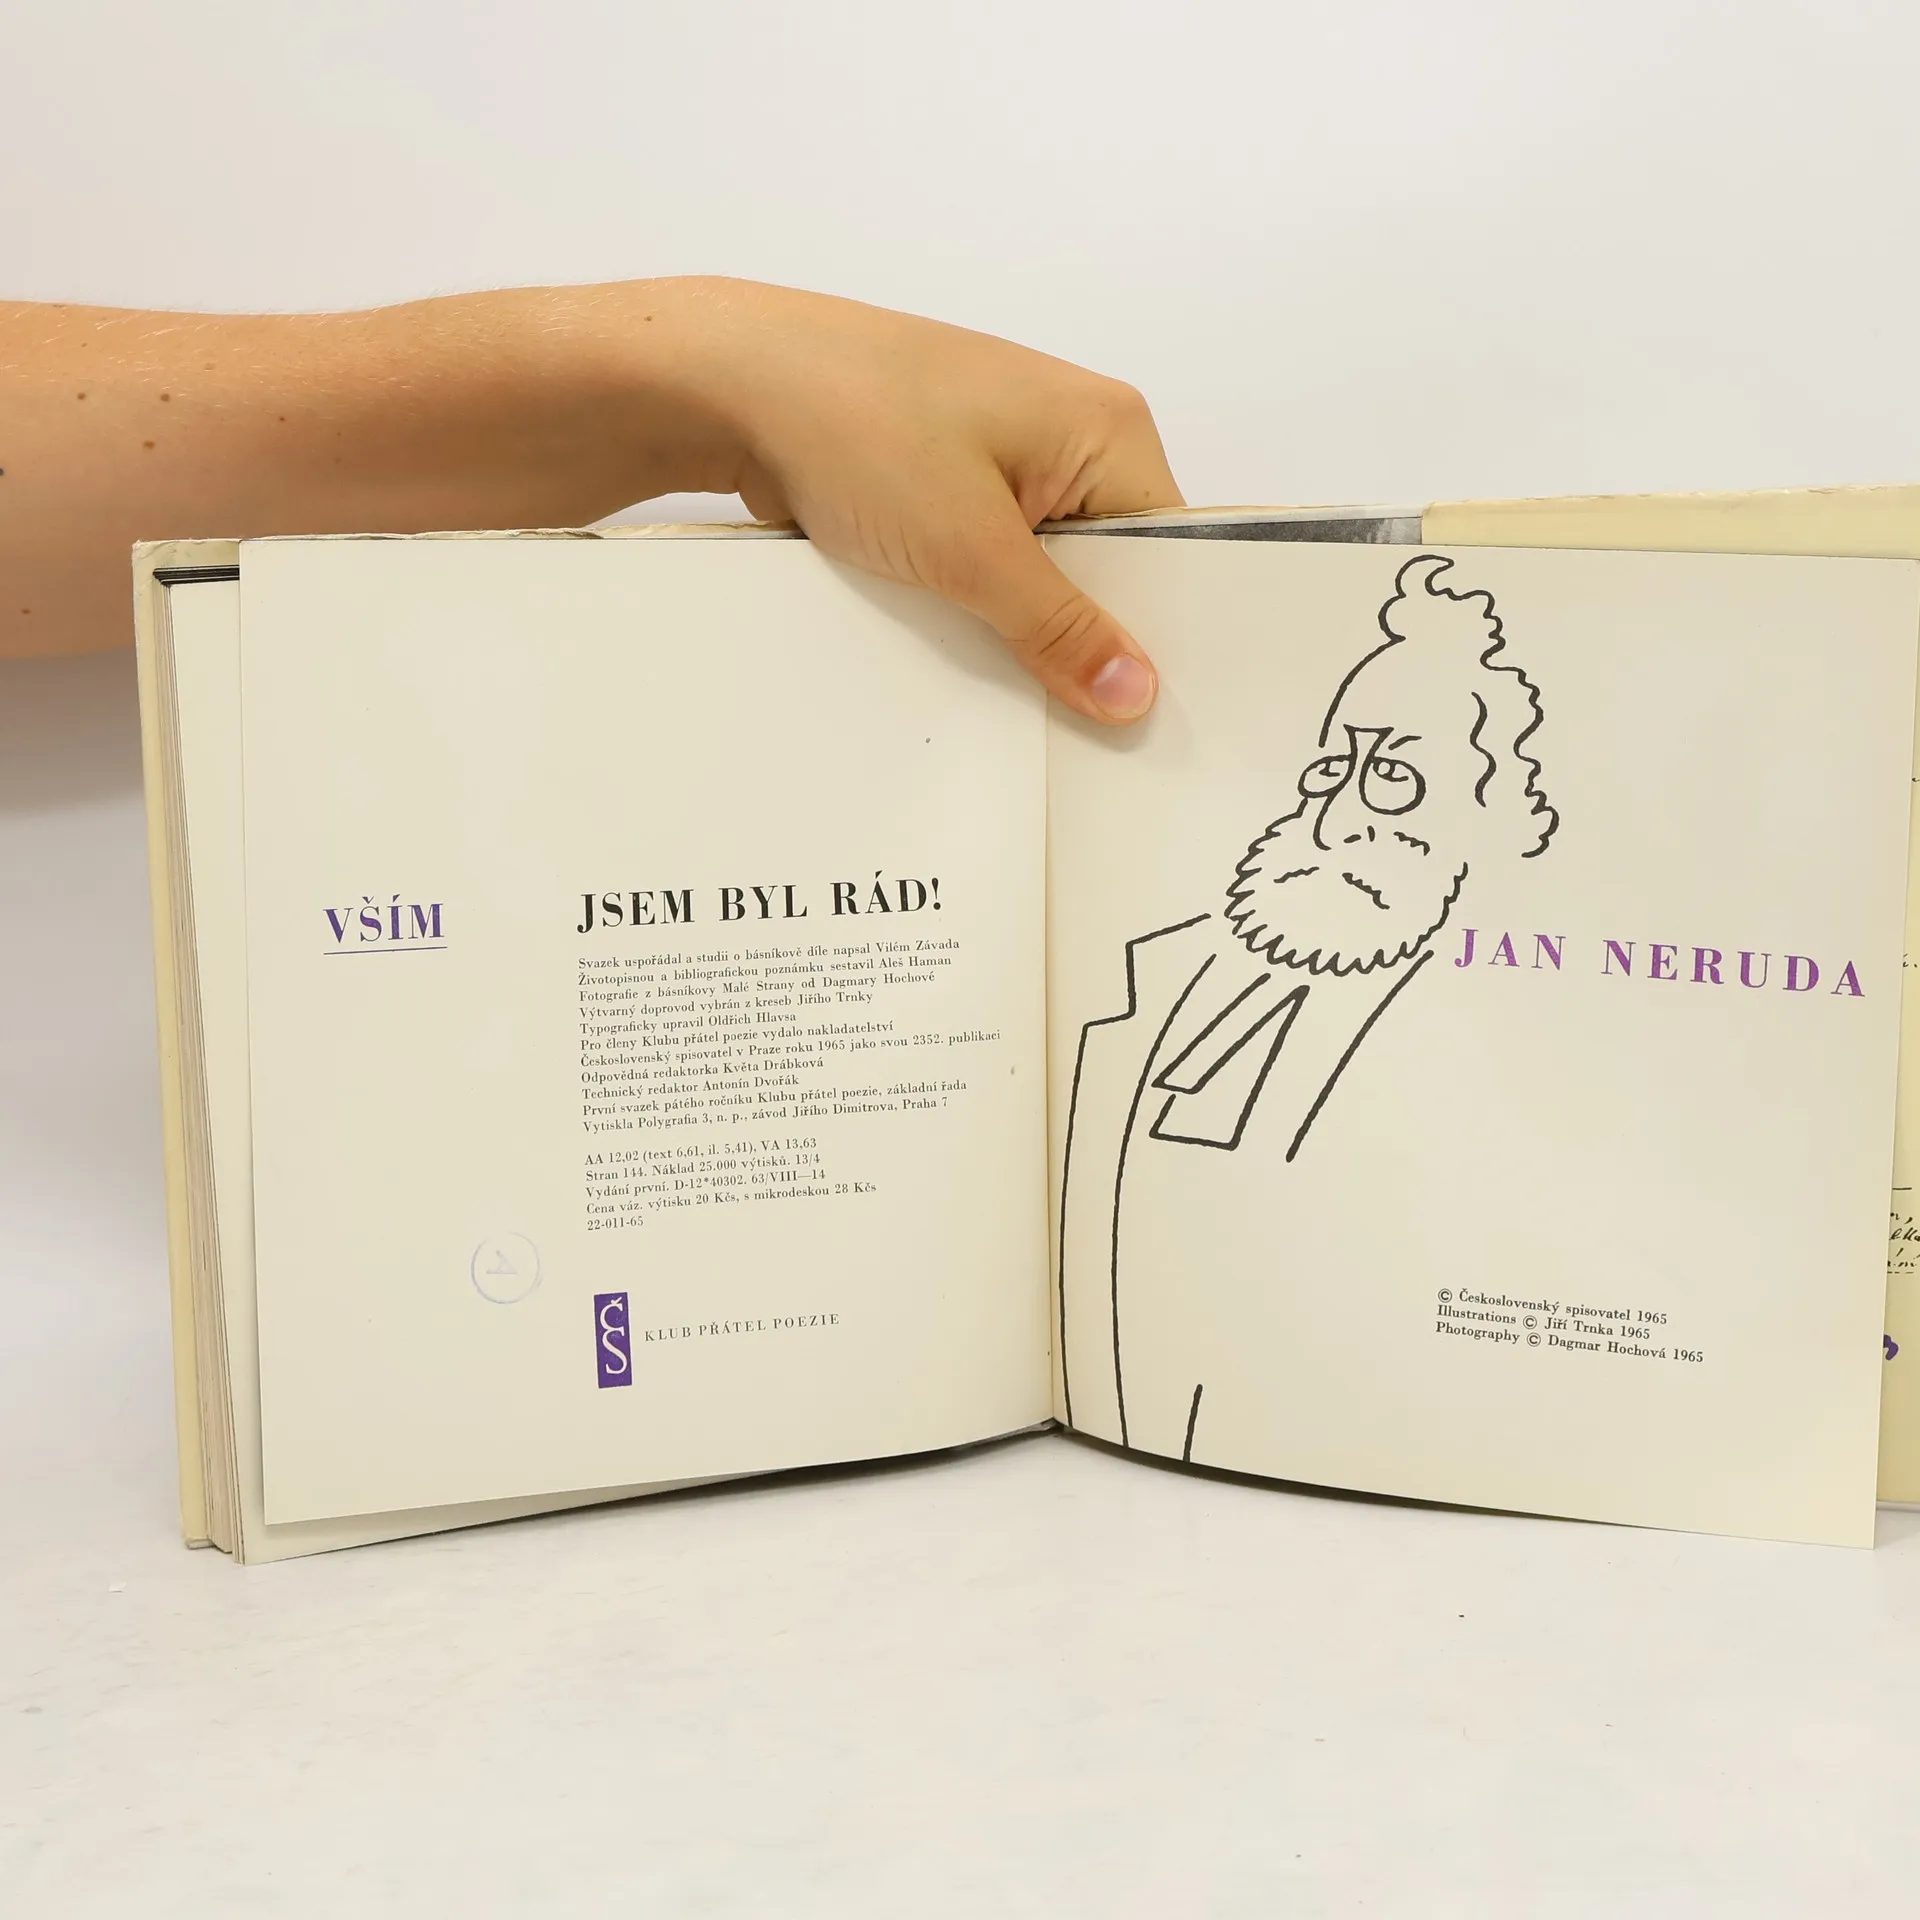 VŠÍM JSEM BYL RÁD!
Svazek uspořádal a studii o básníkově díle napsal Vilém Závada
Životopisnou a bibliografickou poznámku sestavil Aleš Haman
Fotografie z básníkovy Malé Strany od Dagmary Hochové
Výtvarný doprovod vybrán z kreseb Jiřího Trnky
Typograficky upravil Oldřich Hlavsa
Pro členy Klubu přátel poezie vydalo nakladatelství
Československý spisovatel v Praze roku 1965 jako svou 2352. publikaci
Odpovědná redaktorka Květa Drábková
Technický redaktor Antonín Dvořák
První svazek pátého ročníku Klubu přátel poezie, základní řada
Vytiskla Polygrafia 3, n. p., závod Jiřího Dimitrova, Praha 7
AA 12,02 (text 6,61, il. 5,41), VA 13,63
Stran 144. Náklad 25.000 výtisků. 13/4
Vydání první. D-12*40302. 63/VIII—14
Cena váz. výtisku 20 Kčs, s mikrodeskou 28 Kčs
22-011-65
ČS
KLUB PŘÁTEL POEZIE
JAN NERUDA
© Československý spisovatel 1965
Illustrations © Jiří Trnka 1965
Photography © Dagmar Hochová 1965